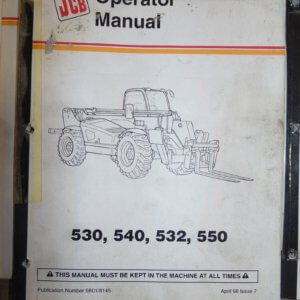 JCB
Operator
Manual
530, 540, 532, 550
THIS MANUAL MUST BE KEPT IN THE MACHINE AT ALL TIMES
Publication Number 9801/8145
April 98 Issue 7